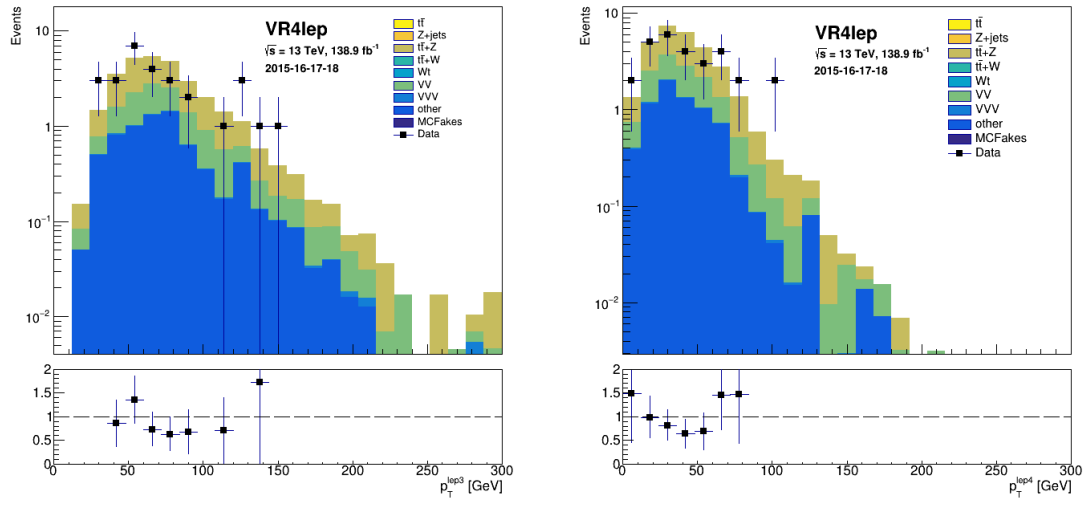 Events
10
1
10⁻¹
10⁻²
VR4lep
√s = 13 TeV, 138.9 fb⁻¹
2015-16-17-18
tt̄
Z+jets
tt̄+Z
tt̄+W
Wt
VV
VVV
other
MCFakes
Data
2
1.5
1
0.5
0
0 50 100 150 200 250 300
p_T^lep3 [GeV]
Events
10
1
10⁻¹
10⁻²
VR4lep
√s = 13 TeV, 138.9 fb⁻¹
2015-16-17-18
tt̄
Z+jets
tt̄+Z
tt̄+W
Wt
VV
VVV
other
MCFakes
Data
2
1.5
1
0.5
0
0 50 100 150 200 250 300
p_T^lep4 [GeV]